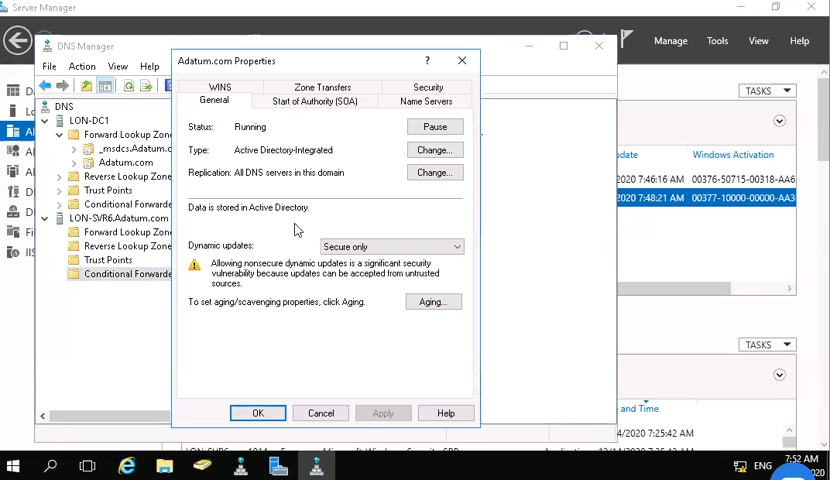 Server Manager
Manage Tools View Help
DNS Manager
File Action View Help
Adatum.com Properties
?
WINS Zone Transfers Security
General Start of Authority (SOA) Name Servers
Status: Running Pause
Type: Active Directory-Integrated Change...
Replication: All DNS servers in this domain Change...
Data is stored in Active Directory.
Dynamic updates: Secure only
Allowing nonsecure dynamic updates is a significant security
vulnerability because updates can be accepted from untrusted
sources.
To set aging/scavenging properties, click Aging. Aging...
OK Cancel Apply Help
DNS
LON-DC1
Forward Lookup Zone
_msdcs.Adatum.c
Adatum.com
Reverse Lookup Zone
Trust Points
Conditional Forwarde
LON-SVR6.Adatum.com
Forward Lookup Zone
Reverse Lookup Zone
Trust Points
Conditional Forwarde
TASKS
pdate Windows Activation
2020 7:46:16 AM 00376-50715-00318-AA6
2020 7:48:21 AM 00377-10000-00000-AA3
TASKS
e and Time
/14/2020 7:25:42 AM
ENG
7:52 AM